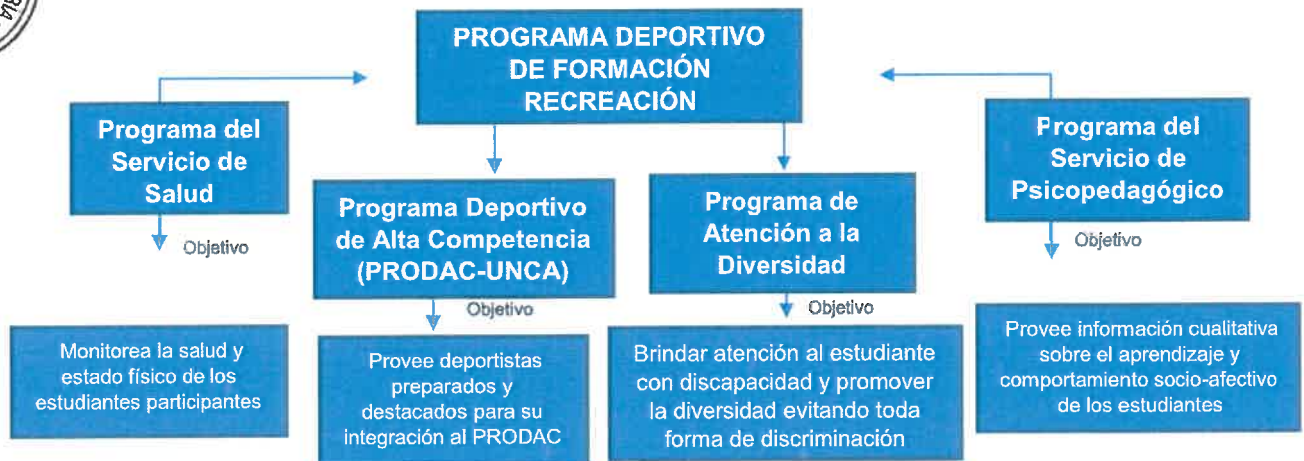 PROGRAMA DEPORTIVO
DE FORMACIÓN
RECREACIÓN
Programa del
Servicio de
Salud
Objetivo
Monitorea la salud y
estado físico de los
estudiantes participantes
Programa Deportivo
de Alta Competencia
(PRODAC-UNCA)
Objetivo
Provee deportistas
preparados y
destacados para su
integración al PRODAC
Programa de
Atención a la
Diversidad
Objetivo
Brindar atención al estudiante
con discapacidad y promover
la diversidad evitando toda
forma de discriminación
Programa del
Servicio de
Psicopedagógico
Objetivo
Provee información cualitativa
sobre el aprendizaje y
comportamiento socio-afectivo
de los estudiantes